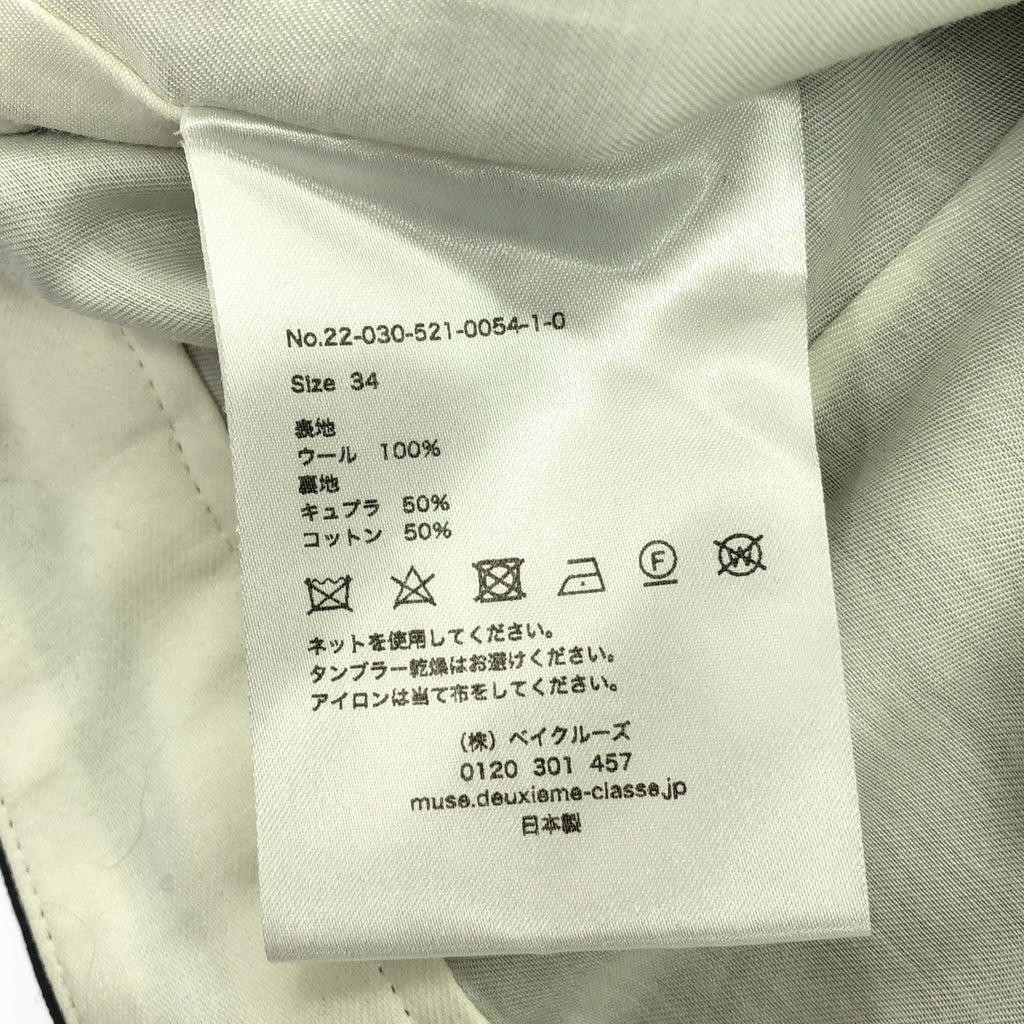 No.22-030-521-0054-1-0
Size 34
表地
ウール 100%
裏地
キュプラ 50%
コットン 50%
F W
ネットを使用してください。
タンブラー乾燥はお避けください。
アイロンは当て布をしてください。
（株）ベイクルーズ
0120 301 457
muse.deuxieme-classe.jp
日本製